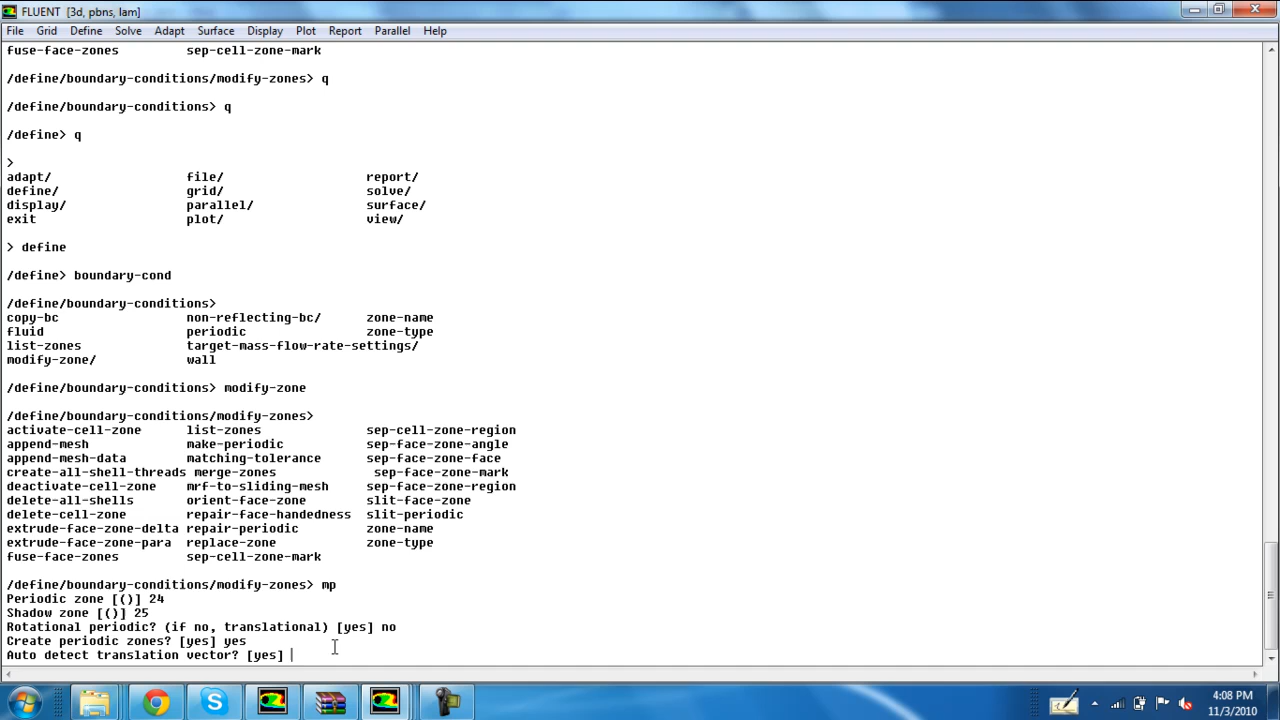 FLUENT [3d, pbns, lam]
File Grid Define Solve Adapt Surface Display Plot Report Parallel Help
fuse-face-zones sep-cell-zone-mark
/define/boundary-conditions/modify-zones> q
/define/boundary-conditions> q
/define> q
>
adapt/ file/ report/
define/ grid/ solve/
display/ parallel/ surface/
exit plot/ view/
> define
/define> boundary-cond
/define/boundary-conditions>
copy-bc non-reflecting-bc/ zone-name
fluid periodic zone-type
list-zones target-mass-flow-rate-settings/
modify-zone/ wall
/define/boundary-conditions> modify-zone
/define/boundary-conditions/modify-zones>
activate-cell-zone list-zones sep-cell-zone-region
append-mesh make-periodic sep-face-zone-angle
append-mesh-data matching-tolerance sep-face-zone-face
create-all-shell-threads merge-zones sep-face-zone-mark
deactivate-cell-zone mrf-to-sliding-mesh sep-face-zone-region
delete-all-shells orient-face-zone slit-face-zone
delete-cell-zone repair-face-handedness slit-periodic
extrude-face-zone-delta repair-periodic zone-name
extrude-face-zone-para replace-zone zone-type
fuse-face-zones sep-cell-zone-mark
/define/boundary-conditions/modify-zones> mp
Periodic zone [()] 24
Shadow zone [()] 25
Rotational periodic? (if no, translational) [yes] no
Create periodic zones? [yes] yes
Auto detect translation vector? [yes]
4:08 PM
11/3/2010